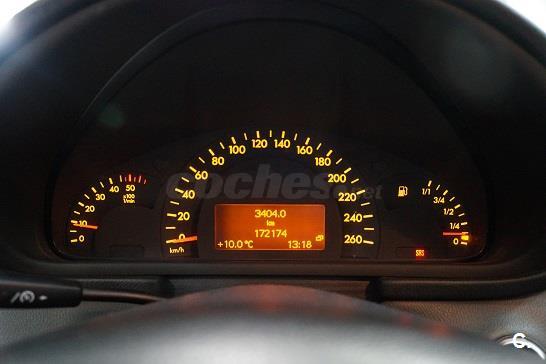 coches.net
0 10 20 30 40 50
x100
1/min
0 20 40 60 80 100 120 140 160 180 200 220 240 260
km/h
3404.0
km
172174
+10.0°C 13:18
1/1
3/4
1/2
1/4
0
SRS